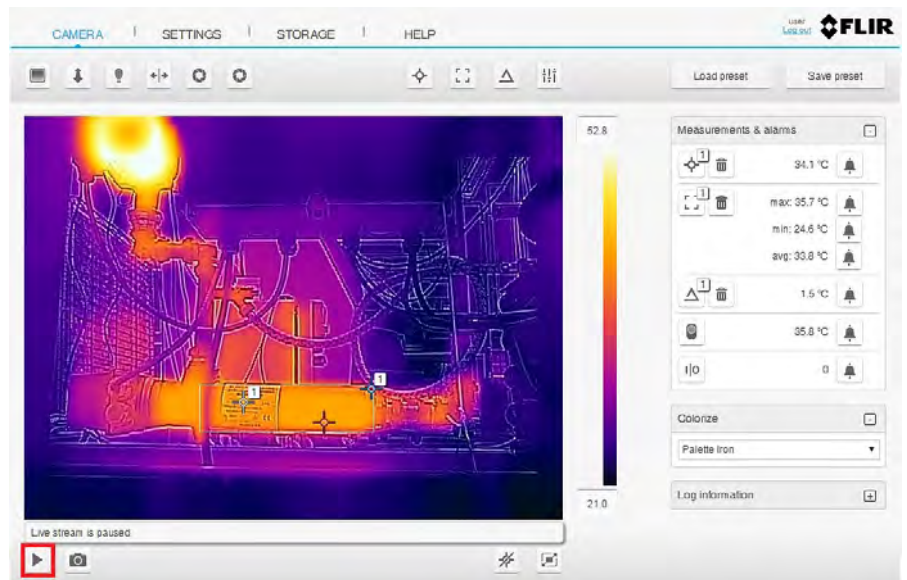 CAMERA SETTINGS STORAGE HELP
user
Log out
FLIR
Load preset Save preset
52.8
21.0
Measurements & alarms
1 34.1 °C
1 max: 35.7 °C
min: 24.6 °C
avg: 33.8 °C
1 1.5 °C
35.8 °C
I|O 0
Colorize
Palette Iron
Log information
1
1
Live stream is paused